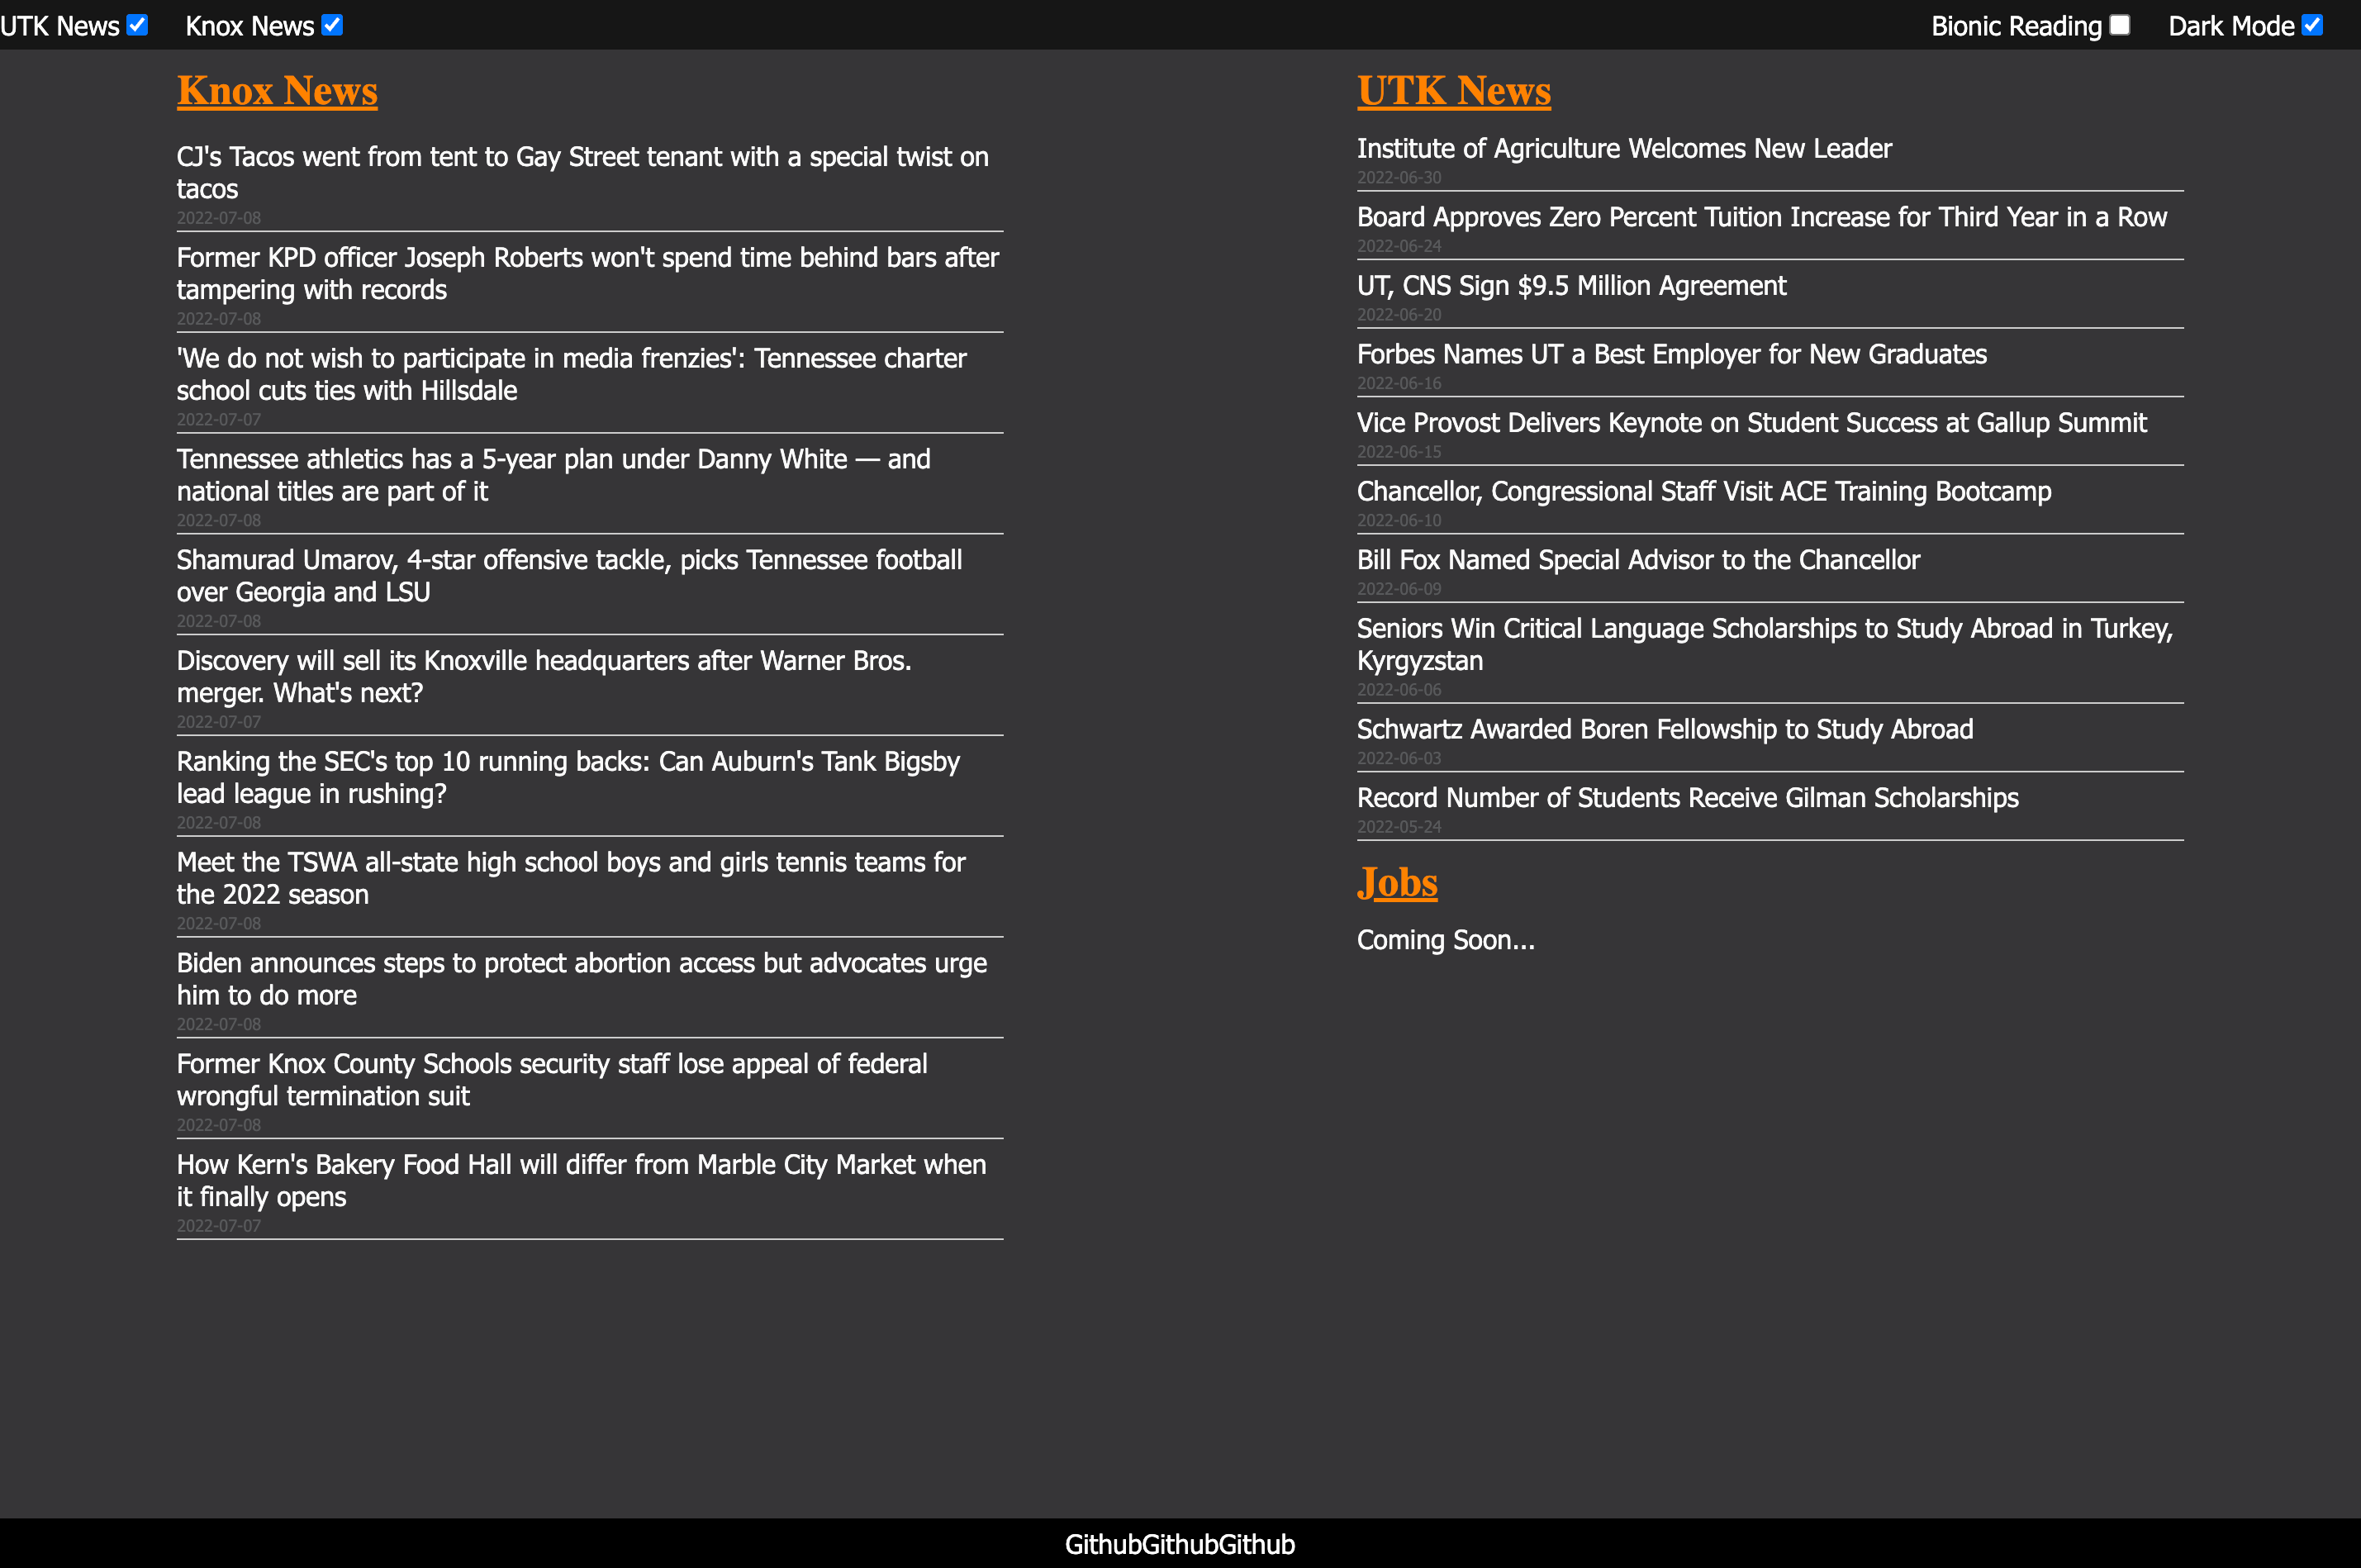 UTK News Knox News Bionic Reading Dark Mode
Knox News
CJ's Tacos went from tent to Gay Street tenant with a special twist on
tacos
2022-07-08
Former KPD officer Joseph Roberts won't spend time behind bars after
tampering with records
2022-07-08
'We do not wish to participate in media frenzies': Tennessee charter
school cuts ties with Hillsdale
2022-07-07
Tennessee athletics has a 5-year plan under Danny White — and
national titles are part of it
2022-07-08
Shamurad Umarov, 4-star offensive tackle, picks Tennessee football
over Georgia and LSU
2022-07-08
Discovery will sell its Knoxville headquarters after Warner Bros.
merger. What's next?
2022-07-07
Ranking the SEC's top 10 running backs: Can Auburn's Tank Bigsby
lead league in rushing?
2022-07-08
Meet the TSWA all-state high school boys and girls tennis teams for
the 2022 season
2022-07-08
Biden announces steps to protect abortion access but advocates urge
him to do more
2022-07-08
Former Knox County Schools security staff lose appeal of federal
wrongful termination suit
2022-07-08
How Kern's Bakery Food Hall will differ from Marble City Market when
it finally opens
2022-07-07
UTK News
Institute of Agriculture Welcomes New Leader
2022-06-30
Board Approves Zero Percent Tuition Increase for Third Year in a Row
2022-06-24
UT, CNS Sign $9.5 Million Agreement
2022-06-20
Forbes Names UT a Best Employer for New Graduates
2022-06-16
Vice Provost Delivers Keynote on Student Success at Gallup Summit
2022-06-15
Chancellor, Congressional Staff Visit ACE Training Bootcamp
2022-06-10
Bill Fox Named Special Advisor to the Chancellor
2022-06-09
Seniors Win Critical Language Scholarships to Study Abroad in Turkey,
Kyrgyzstan
2022-06-06
Schwartz Awarded Boren Fellowship to Study Abroad
2022-06-03
Record Number of Students Receive Gilman Scholarships
2022-05-24
Jobs
Coming Soon...
GithubGithubGithub